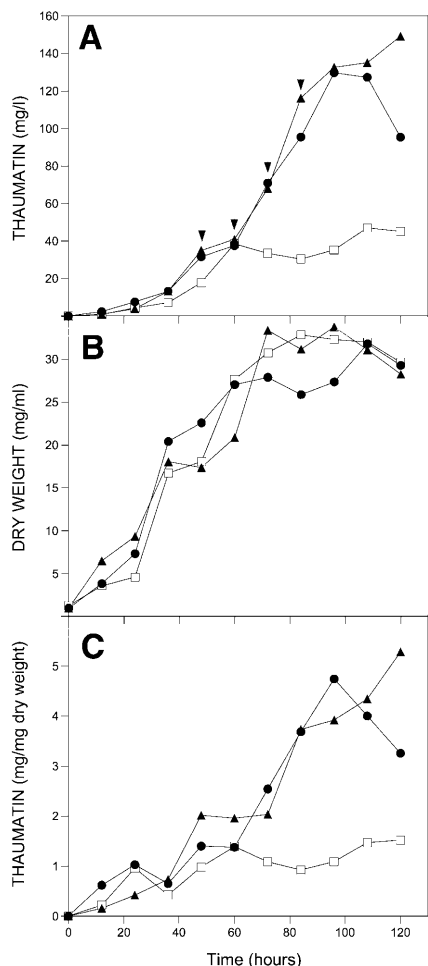 A
THAUMATIN (mg/l)
160
140
120
100
80
60
40
20
B
DRY WEIGHT (mg/ml)
30
25
20
15
10
5
C
THAUMATIN (mg/mg dry weight)
5
4
3
2
1
0
0 20 40 60 80 100 120
Time (hours)